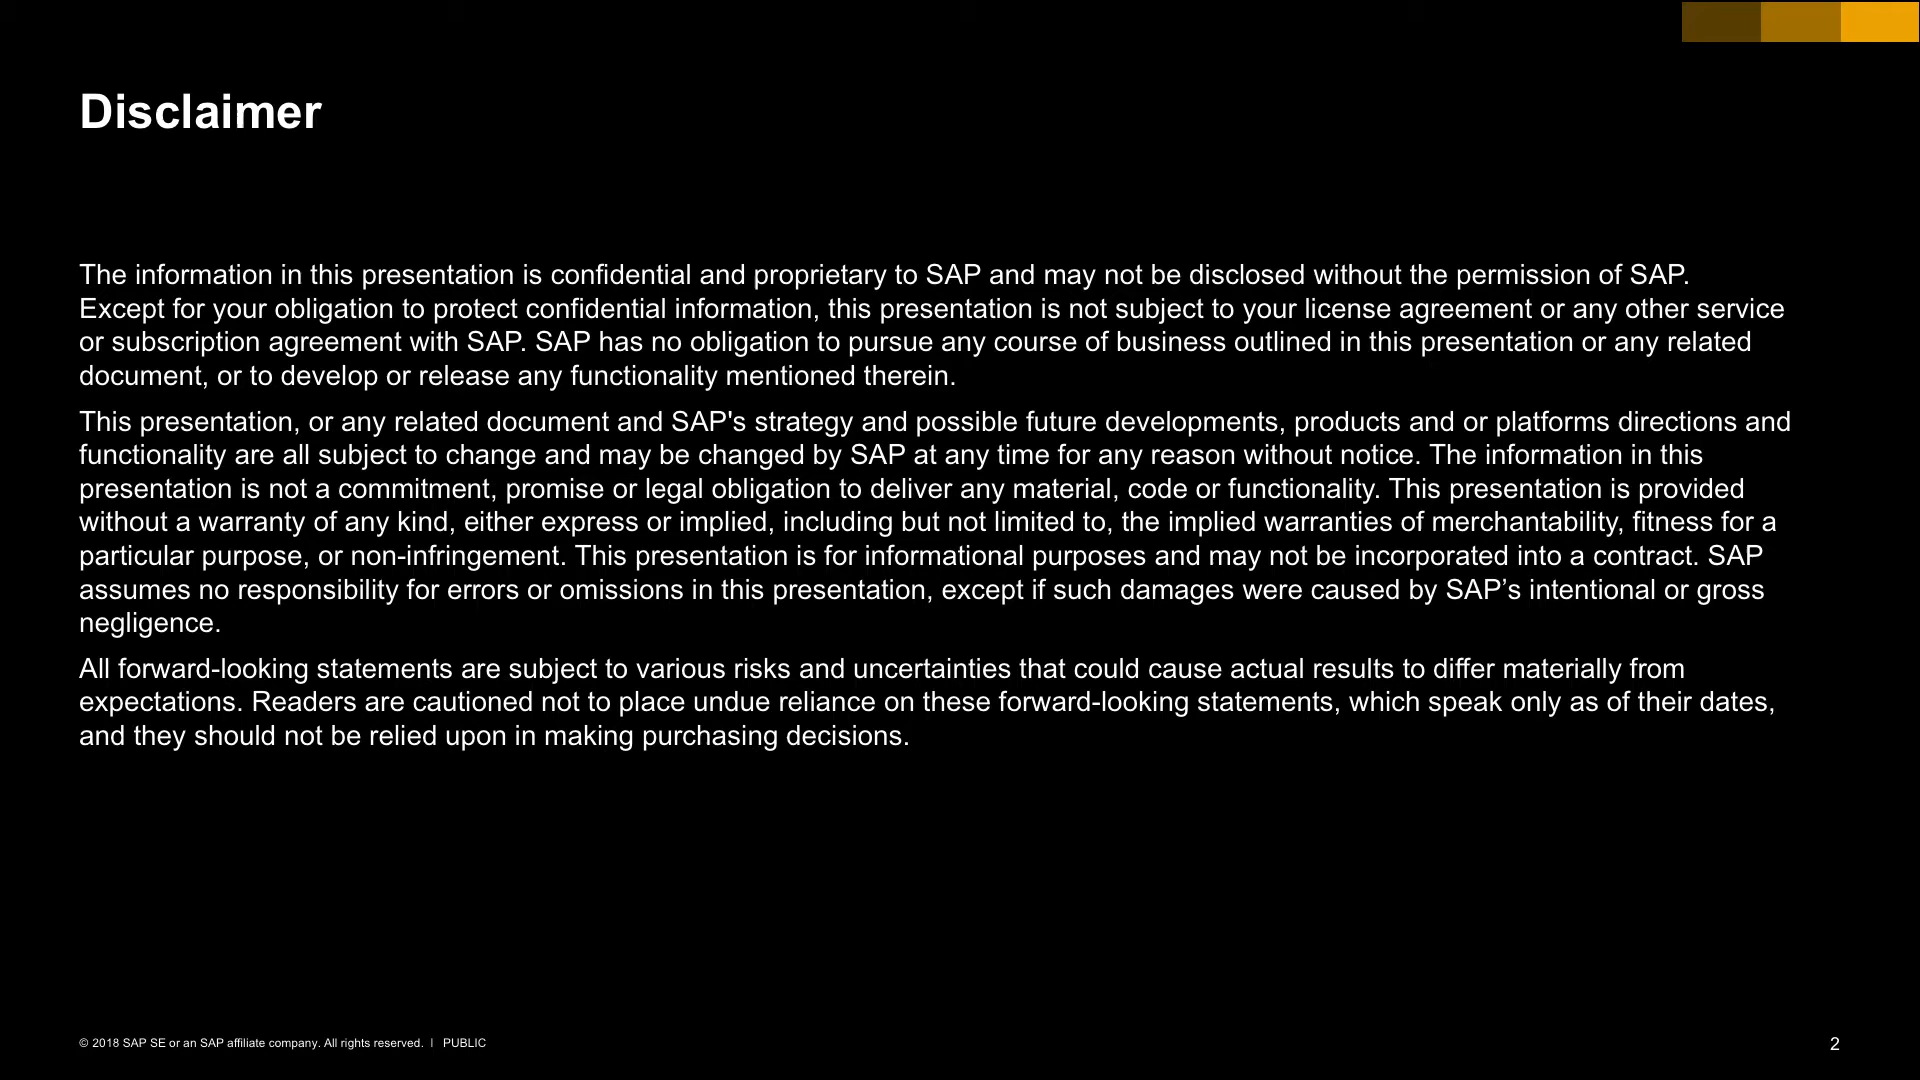 Disclaimer
The information in this presentation is confidential and proprietary to SAP and may not be disclosed without the permission of SAP.
Except for your obligation to protect confidential information, this presentation is not subject to your license agreement or any other service
or subscription agreement with SAP. SAP has no obligation to pursue any course of business outlined in this presentation or any related
document, or to develop or release any functionality mentioned therein.
This presentation, or any related document and SAP's strategy and possible future developments, products and or platforms directions and
functionality are all subject to change and may be changed by SAP at any time for any reason without notice. The information in this
presentation is not a commitment, promise or legal obligation to deliver any material, code or functionality. This presentation is provided
without a warranty of any kind, either express or implied, including but not limited to, the implied warranties of merchantability, fitness for a
particular purpose, or non-infringement. This presentation is for informational purposes and may not be incorporated into a contract. SAP
assumes no responsibility for errors or omissions in this presentation, except if such damages were caused by SAP’s intentional or gross
negligence.
All forward-looking statements are subject to various risks and uncertainties that could cause actual results to differ materially from
expectations. Readers are cautioned not to place undue reliance on these forward-looking statements, which speak only as of their dates,
and they should not be relied upon in making purchasing decisions.
© 2018 SAP SE or an SAP affiliate company. All rights reserved. | PUBLIC
2